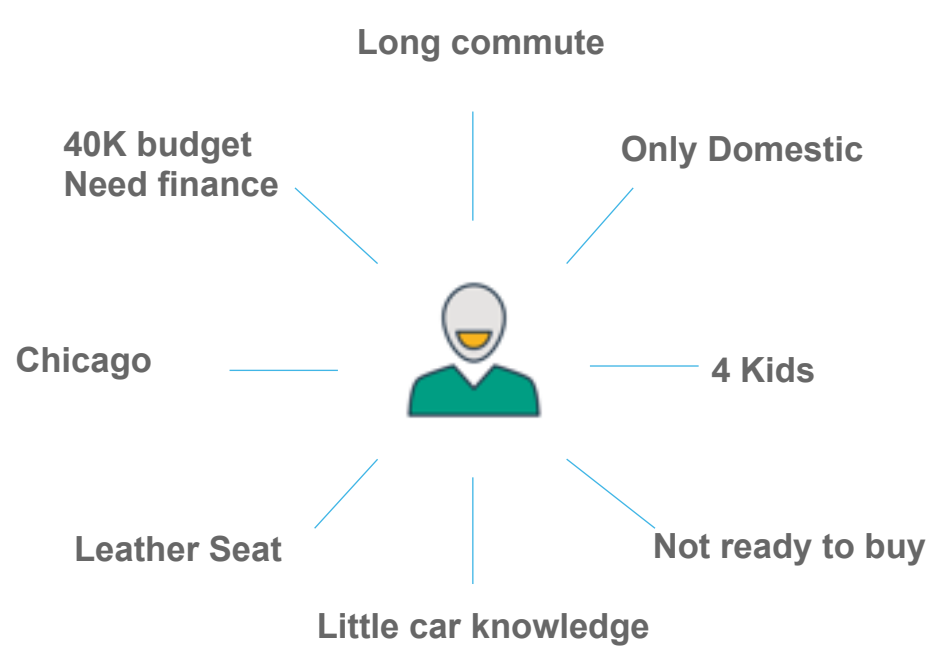 Long commute
40K budget
Need finance
Only Domestic
Chicago
4 Kids
Leather Seat
Not ready to buy
Little car knowledge